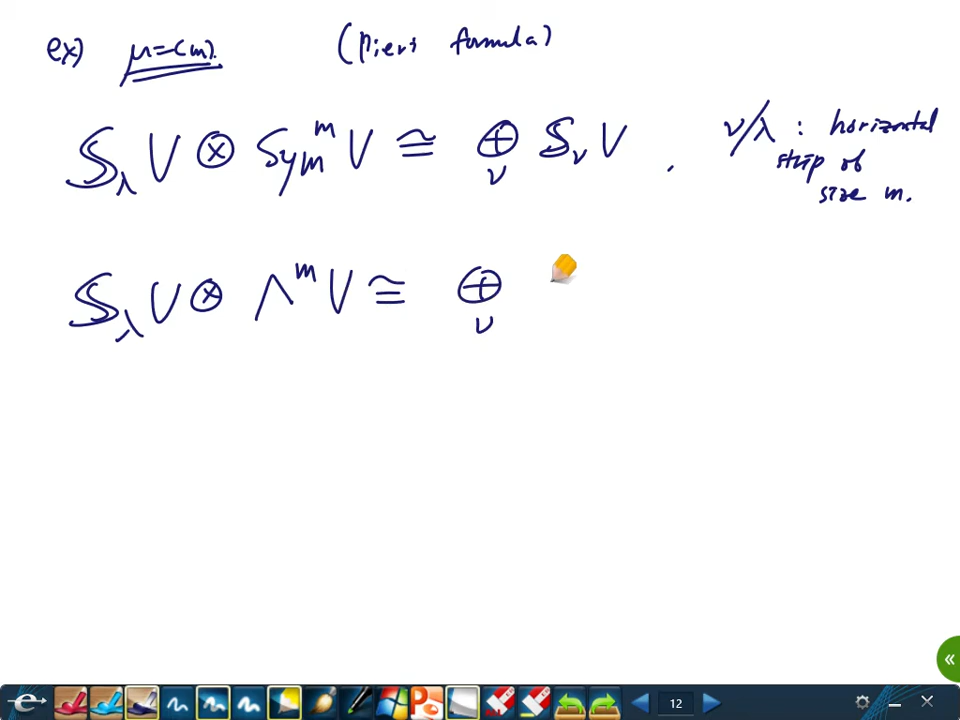 ex) μ=(m). (Pieri formula)
𝕊_λ V ⊗ Sym^m V ≅ ⊕_ν 𝕊_ν V , ν/λ : horizontal strip of size m.
𝕊_λ V ⊗ Λ^m V ≅ ⊕_ν
12